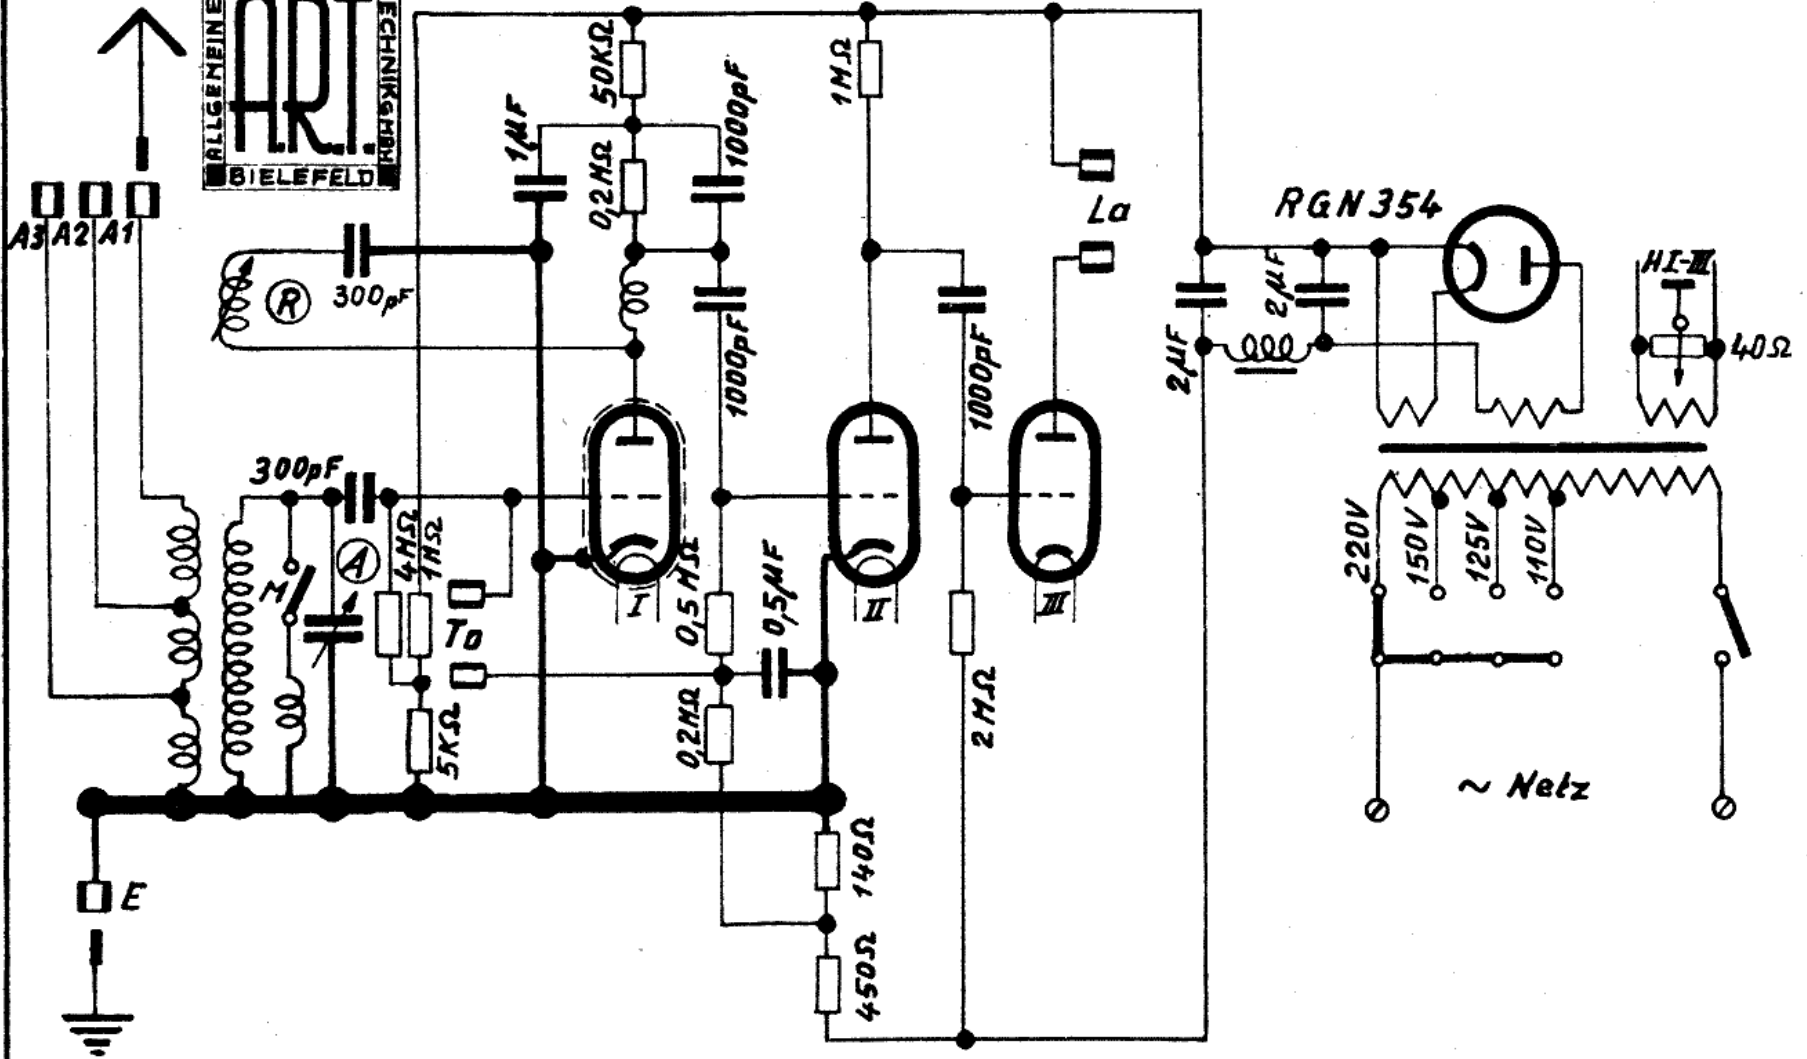 ALLGEMEINE
A.R.T.
ECHNIKGMBH
BIELEFELD
A3 A2 A1
R
300pF
1µF
50KΩ
0,2MΩ
1000pF
1000pF
1MΩ
1000pF
La
RGN 354
2µF
2µF
HI-III
40Ω
300pF
M
A
4MΩ
1MΩ
TO
5KΩ
I
0,5MΩ
0,5µF
0,2MΩ
II
III
2MΩ
220V
150V
125V
110V
~ Netz
E
140Ω
450Ω